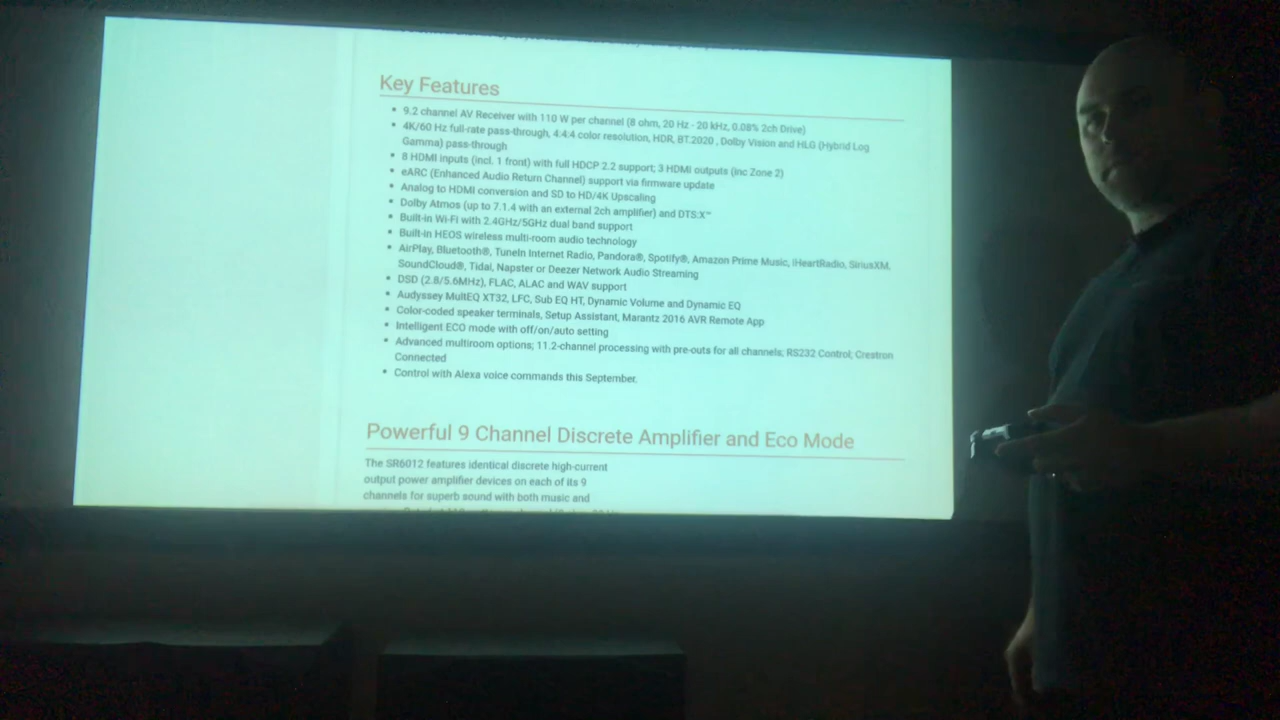 Key Features
9.2 channel AV Receiver with 110 W per channel (8 ohm, 20 Hz - 20 kHz, 0.08% 2ch Drive)
4K/60 Hz full-rate pass-through, 4:4:4 color resolution, HDR, BT.2020 , Dolby Vision and HLG (Hybrid Log
Gamma) pass-through
8 HDMI inputs (incl. 1 front) with full HDCP 2.2 support; 3 HDMI outputs (inc Zone 2)
eARC (Enhanced Audio Return Channel) support via firmware update
Analog to HDMI conversion and SD to HD/4K Upscaling
Dolby Atmos (up to 7.1.4 with an external 2ch amplifier) and DTS:X™
Built-in Wi-Fi with 2.4GHz/5GHz dual band support
Built-in HEOS wireless multi-room audio technology
AirPlay, Bluetooth®, TuneIn Internet Radio, Pandora®, Spotify®, Amazon Prime Music, iHeartRadio, SiriusXM,
SoundCloud®, Tidal, Napster or Deezer Network Audio Streaming
DSD (2.8/5.6MHz), FLAC, ALAC and WAV support
Audyssey MultEQ XT32, LFC, Sub EQ HT, Dynamic Volume and Dynamic EQ
Color-coded speaker terminals, Setup Assistant, Marantz 2016 AVR Remote App
Intelligent ECO mode with off/on/auto setting
Advanced multiroom options; 11.2-channel processing with pre-outs for all channels; RS232 Control; Crestron
Connected
Control with Alexa voice commands this September.
Powerful 9 Channel Discrete Amplifier and Eco Mode
The SR6012 features identical discrete high-current
output power amplifier devices on each of its 9
channels for superb sound with both music and